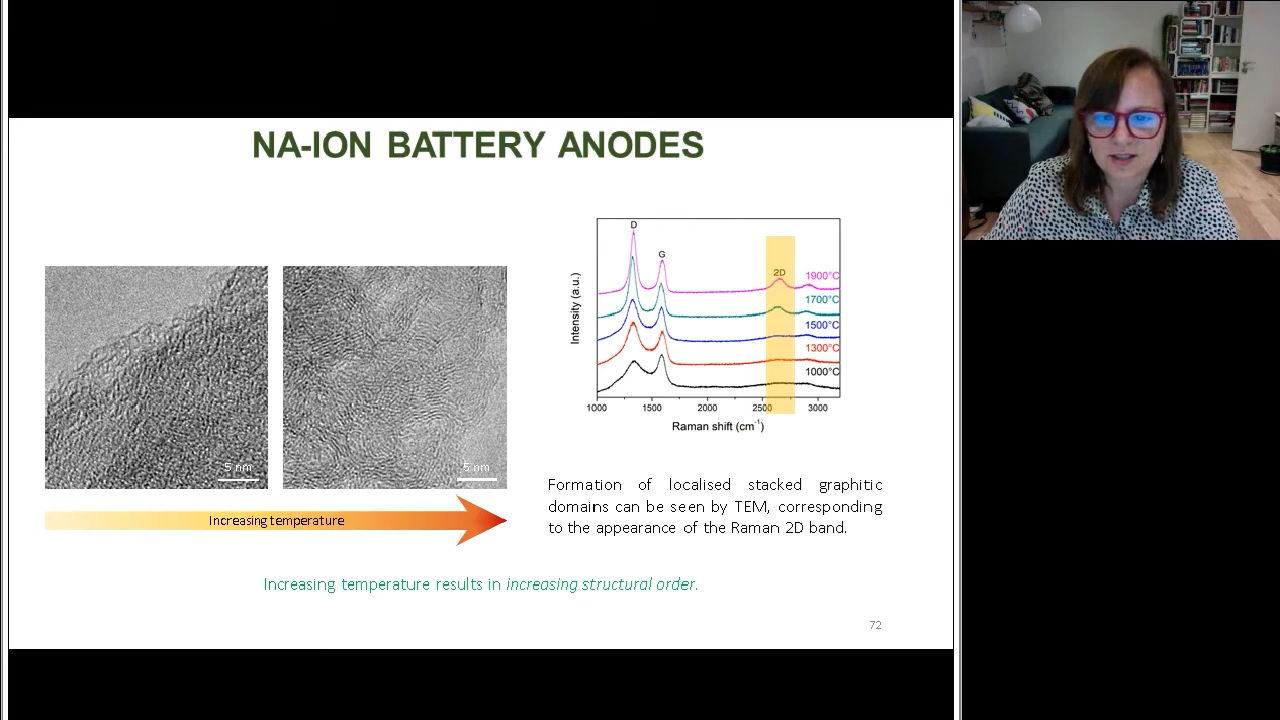 NA-ION BATTERY ANODES
5 nm
5 nm
Increasing temperature
D
G
2D
1900°C
1700°C
1500°C
1300°C
1000°C
Intensity (a.u.)
1000 1500 2000 2500 3000
Raman shift (cm⁻¹)
Formation of localised stacked graphitic
domains can be seen by TEM, corresponding
to the appearance of the Raman 2D band.
Increasing temperature results in increasing structural order.
72